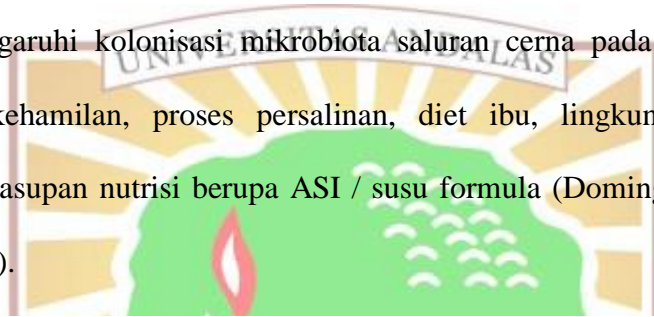 garuhi kolonisasi mikrobiota saluran cerna pada
UNIVERSITAS ANDALAS
kehamilan, proses persalinan, diet ibu, lingkun
asupan nutrisi berupa ASI / susu formula (Doming
).